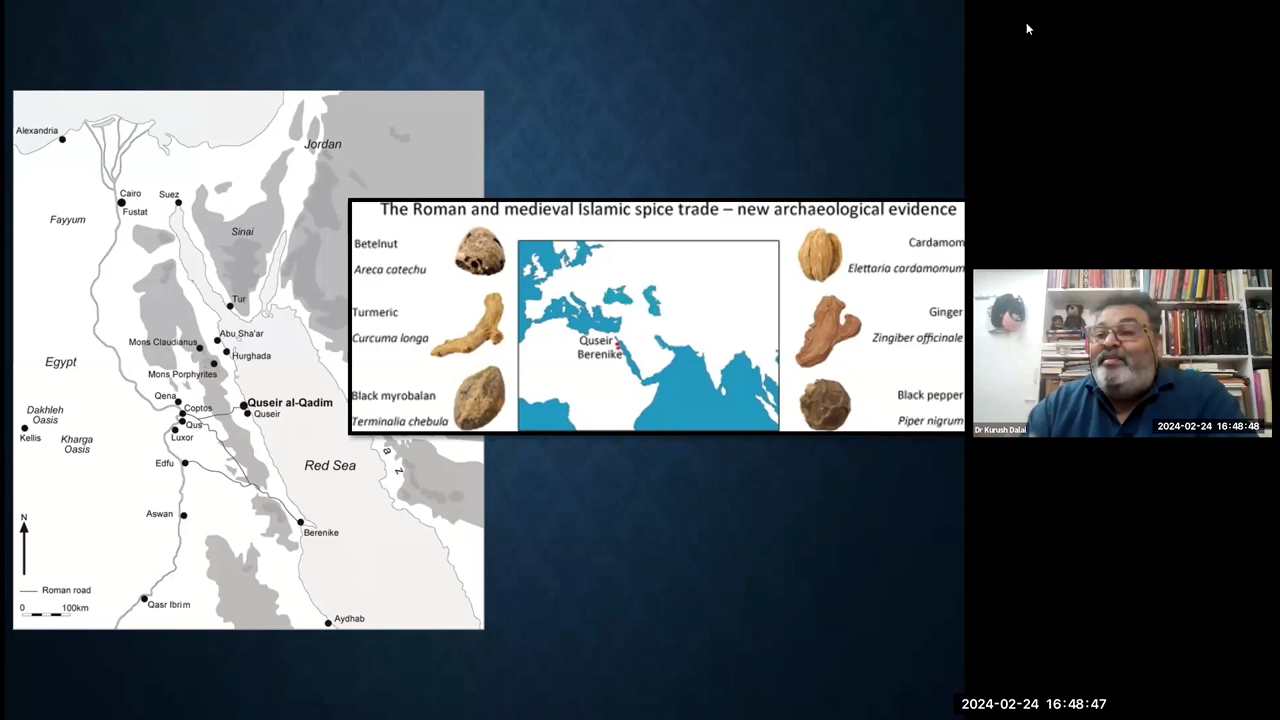 Alexandria
Jordan
Cairo
Fustat
Suez
Fayyum
Sinai
Tur
Abu Sha'ar
Mons Claudianus
Hurghada
Egypt
Mons Porphyrites
Qena
Coptos
Quseir al-Qadim
Quseir
Dakhleh
Oasis
Qus
Kellis
Kharga
Oasis
Luxor
Edfu
Red Sea
a z
N
Aswan
Berenike
Roman road
0 100km
Qasr Ibrim
Aydhab
The Roman and medieval Islamic spice trade – new archaeological evidence
Betelnut
Areca catechu
Turmeric
Curcuma longa
Black myrobalan
Terminalia chebula
Quseir
Berenike
Cardamom
Elettaria cardamomum
Ginger
Zingiber officinale
Black pepper
Piper nigrum
Dr Kurush Dalal
2024-02-24 16:48:48
2024-02-24 16:48:47